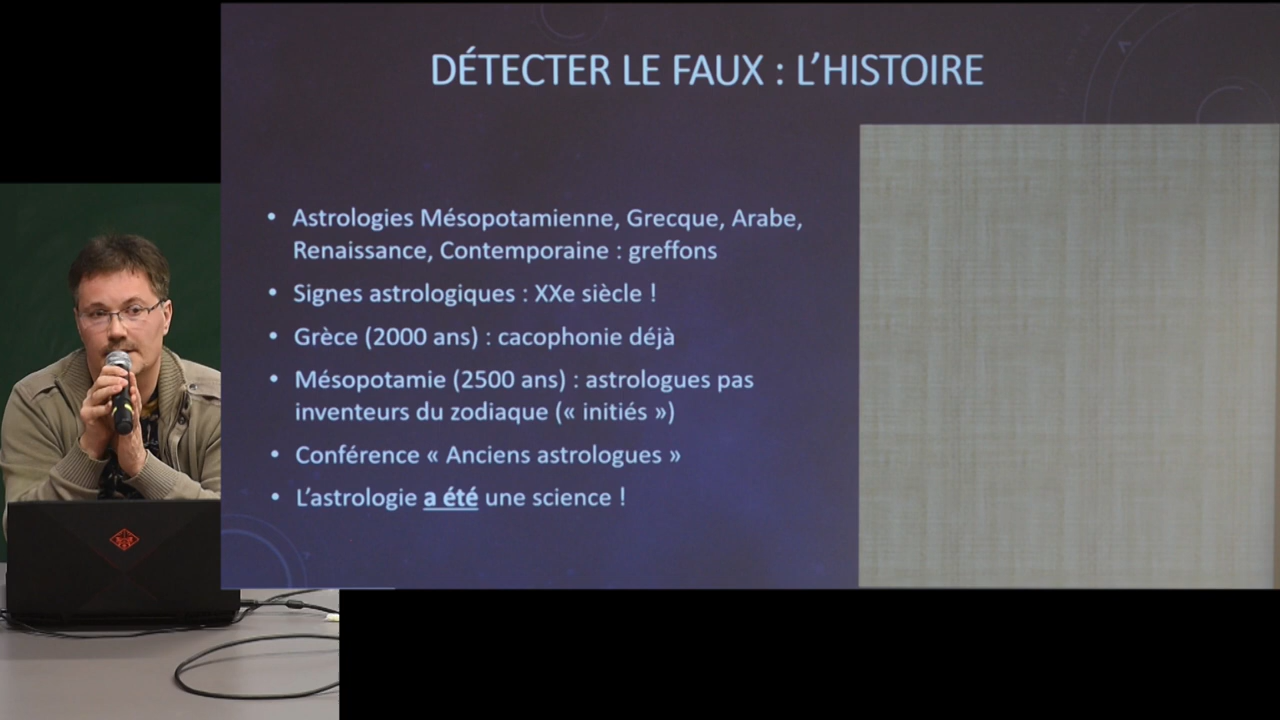 DÉTECTER LE FAUX : L'HISTOIRE
• Astrologies Mésopotamienne, Grecque, Arabe,
Renaissance, Contemporaine : greffons
• Signes astrologiques : XXe siècle !
• Grèce (2000 ans) : cacophonie déjà
• Mésopotamie (2500 ans) : astrologues pas
inventeurs du zodiaque (« initiés »)
• Conférence « Anciens astrologues »
• L'astrologie a été une science !